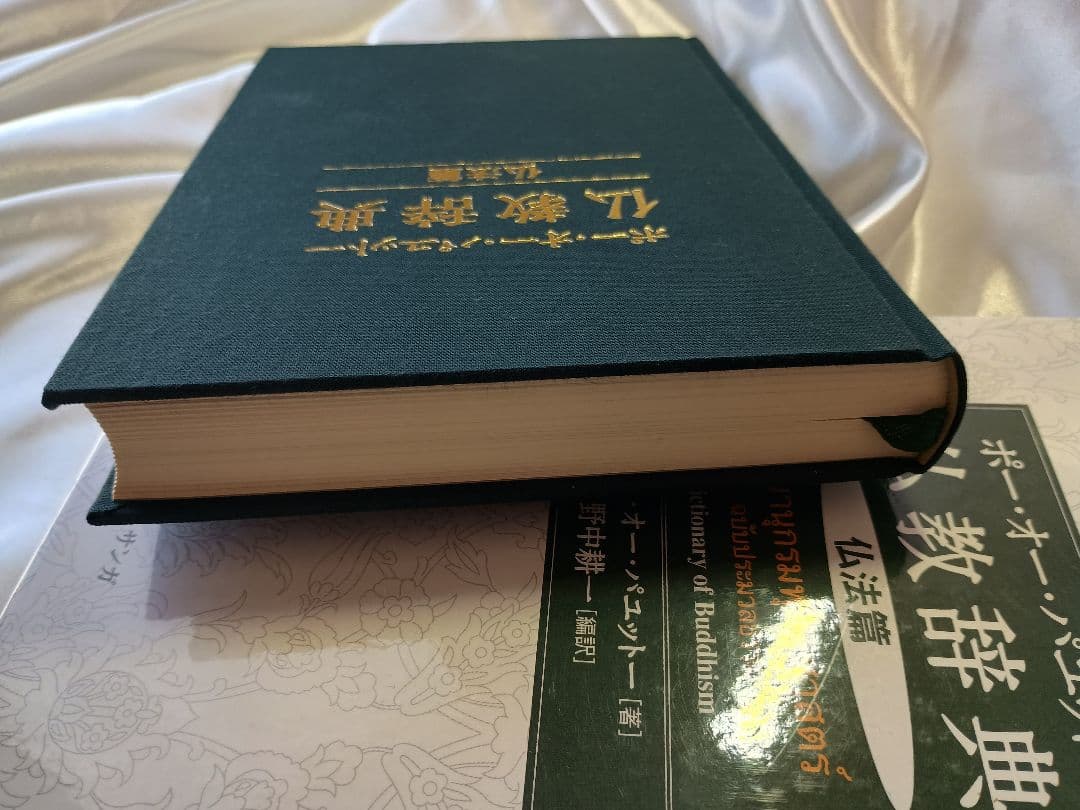 ポー・オー・パユットー
仏教辞典
仏法篇
ポー・オー・パユット
仏教辞典
仏法篇
ictionary of Buddhism
オー・パユットー［著］
野中耕一［編訳］
サンガ